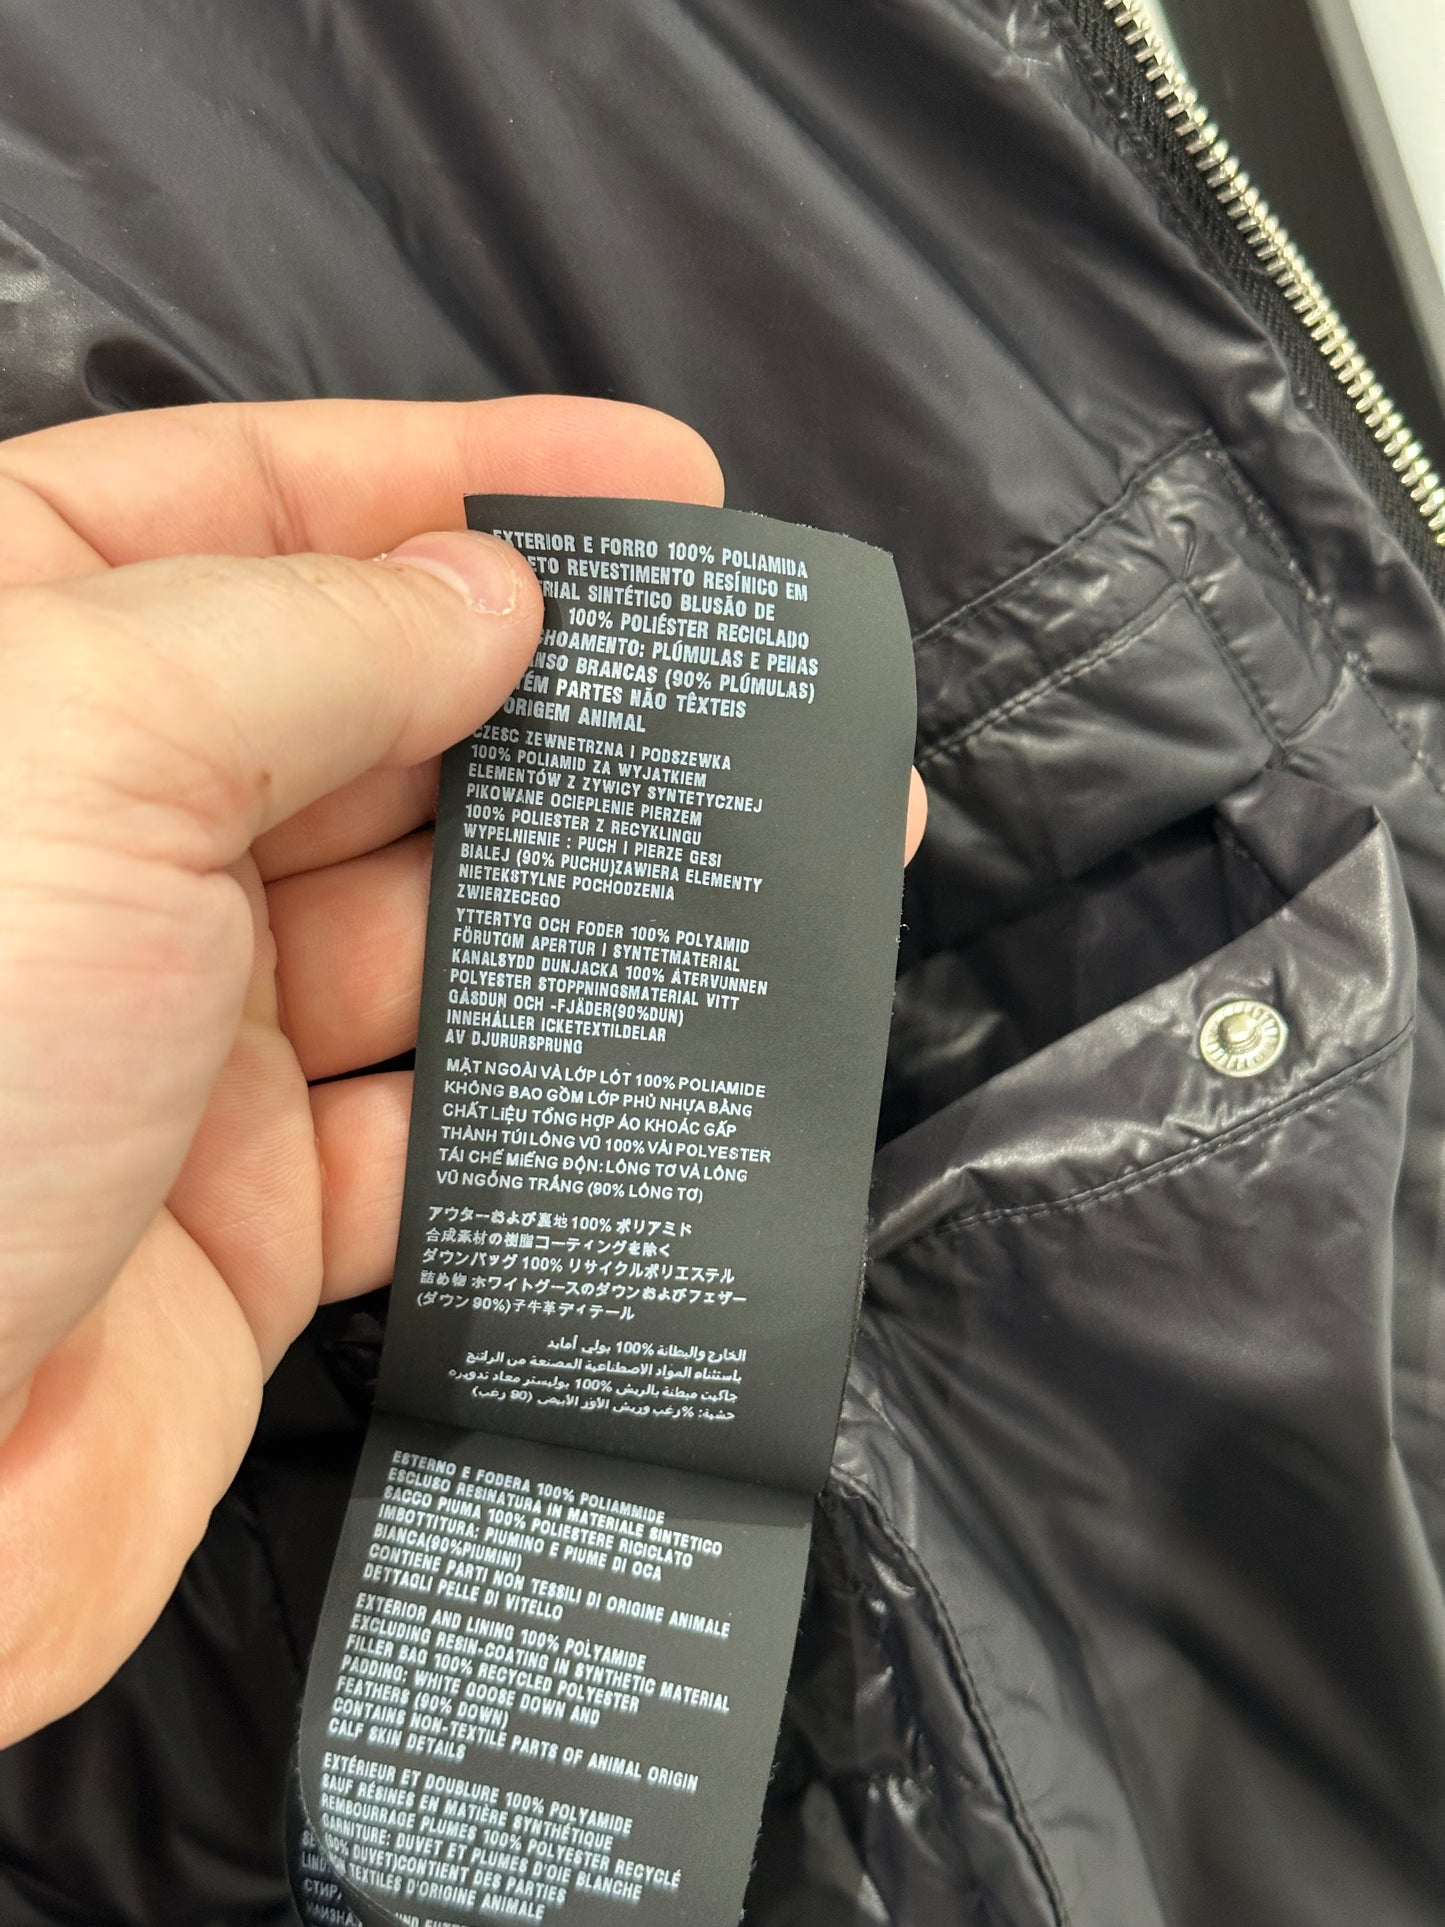 EXTERIOR E FORRO 100% POLIAMIDA
ETO REVESTIMENTO RESÍNICO EM
RIAL SINTÉTICO BLUSÃO DE
100% POLIÉSTER RECICLADO
CHOAMENTO: PLÚMULAS E PENAS
NSO BRANCAS (90% PLÚMULAS)
TÉM PARTES NÃO TÊXTEIS
ORIGEM ANIMAL
CZESC ZEWNETRZNA I PODSZEWKA
100% POLIAMID ZA WYJATKIEM
ELEMENTÓW Z ZYWICY SYNTETYCZNEJ
PIKOWANE OCIEPLENIE PIERZEM
100% POLIESTER Z RECYKLINGU
WYPELNIENIE : PUCH I PIERZE GESI
BIALEJ (90% PUCHU)ZAWIERA ELEMENTY
NIETEKSTYLNE POCHODZENIA
ZWIERZECEGO
YTTERTYG OCH FODER 100% POLYAMID
FÖRUTOM APERTUR I SYNTETMATERIAL
KANALSYDD DUNJACKA 100% ÅTERVUNNEN
POLYESTER STOPPNINGSMATERIAL VITT
GÅSDUN OCH -FJÄDER(90%DUN)
INNEHÅLLER ICKETEXTILDELAR
AV DJURURSPRUNG
MẶT NGOÀI VÀ LỚP LÓT 100% POLIAMIDE
KHÔNG BAO GỒM LỚP PHỦ NHỰA BẰNG
CHẤT LIỆU TỔNG HỢP ÁO KHOÁC GẤP
THÀNH TÚI LÔNG VŨ 100% VẢI POLYESTER
TÁI CHẾ MIẾNG ĐỘN: LÔNG TƠ VÀ LÔNG
VŨ NGỖNG TRẮNG (90% LÔNG TƠ)
アウターおよび裏地100% ポリアミド
合成素材の樹脂コーティングを除く
ダウンバッグ 100% リサイクルポリエステル
詰め物 ホワイトグースのダウンおよびフェザー
(ダウン 90%)子牛革ディテール
الخارج والبطانة %100 بولي أمايد
باستثناء المواد الاصطناعية المصنعة من الراتنج
جاكيت مبطنة بالريش %100 بوليستر معاد تدويره
حشية: %رغب وريش الأوز الأبيض (90 رغب)
ESTERNO E FODERA 100% POLIAMMIDE
ESCLUSO RESINATURA IN MATERIALE SINTETICO
SACCO PIUMA 100% POLIESTERE RICICLATO
IMBOTTITURA: PIUMINO E PIUME DI OCA
BIANCA(90%PIUMINI)
CONTIENE PARTI NON TESSILI DI ORIGINE ANIMALE
DETTAGLI PELLE DI VITELLO
EXTERIOR AND LINING 100% POLYAMIDE
EXCLUDING RESIN-COATING IN SYNTHETIC MATERIAL
FILLER BAG 100% RECYCLED POLYESTER
PADDING: WHITE GOOSE DOWN AND
FEATHERS (90% DOWN)
CONTAINS NON-TEXTILE PARTS OF ANIMAL ORIGIN
CALF SKIN DETAILS
EXTÉRIEUR ET DOUBLURE 100% POLYAMIDE
SAUF RÉSINES EN MATIÈRE SYNTHÉTIQUE
REMBOURRAGE PLUMES 100% POLYESTER RECYCLÉ
GARNITURE: DUVET ET PLUMES D'OIE BLANCHE
(90% DUVET)CONTIENT DES PARTIES
TEXTILES D'ORIGINE ANIMALE